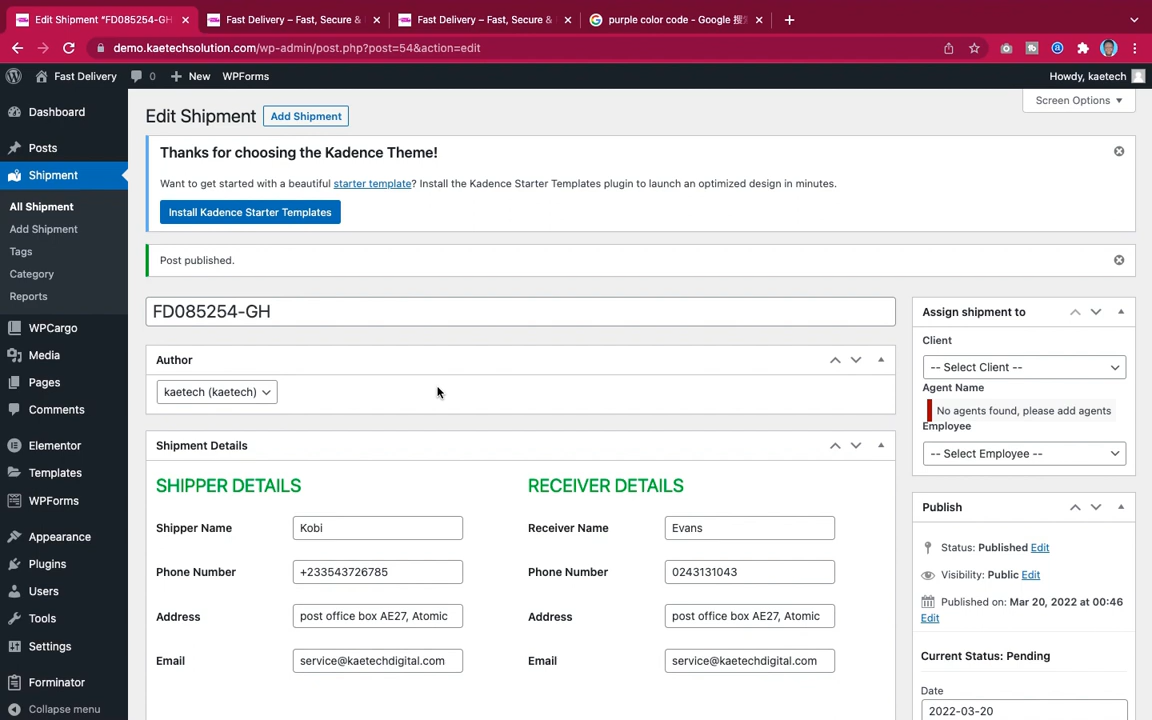 Edit Shipment "FD085254-GH
Fast Delivery – Fast, Secure &
Fast Delivery – Fast, Secure &
purple color code - Google 搜
demo.kaetechsolution.com/wp-admin/post.php?post=54&action=edit
Fast Delivery
0
New
WPForms
Howdy, kaetech
Screen Options
Dashboard
Posts
Shipment
All Shipment
Add Shipment
Tags
Category
Reports
WPCargo
Media
Pages
Comments
Elementor
Templates
WPForms
Appearance
Plugins
Users
Tools
Settings
Forminator
Collapse menu
Edit Shipment
Add Shipment
Thanks for choosing the Kadence Theme!
Want to get started with a beautiful starter template? Install the Kadence Starter Templates plugin to launch an optimized design in minutes.
Install Kadence Starter Templates
Post published.
FD085254-GH
Author
kaetech (kaetech)
Shipment Details
SHIPPER DETAILS
Shipper Name
Kobi
Phone Number
+233543726785
Address
post office box AE27, Atomic
Email
service@kaetechdigital.com
RECEIVER DETAILS
Receiver Name
Evans
Phone Number
0243131043
Address
post office box AE27, Atomic
Email
service@kaetechdigital.com
Assign shipment to
Client
-- Select Client --
Agent Name
No agents found, please add agents
Employee
-- Select Employee --
Publish
Status: Published Edit
Visibility: Public Edit
Published on: Mar 20, 2022 at 00:46
Edit
Current Status: Pending
Date
2022-03-20